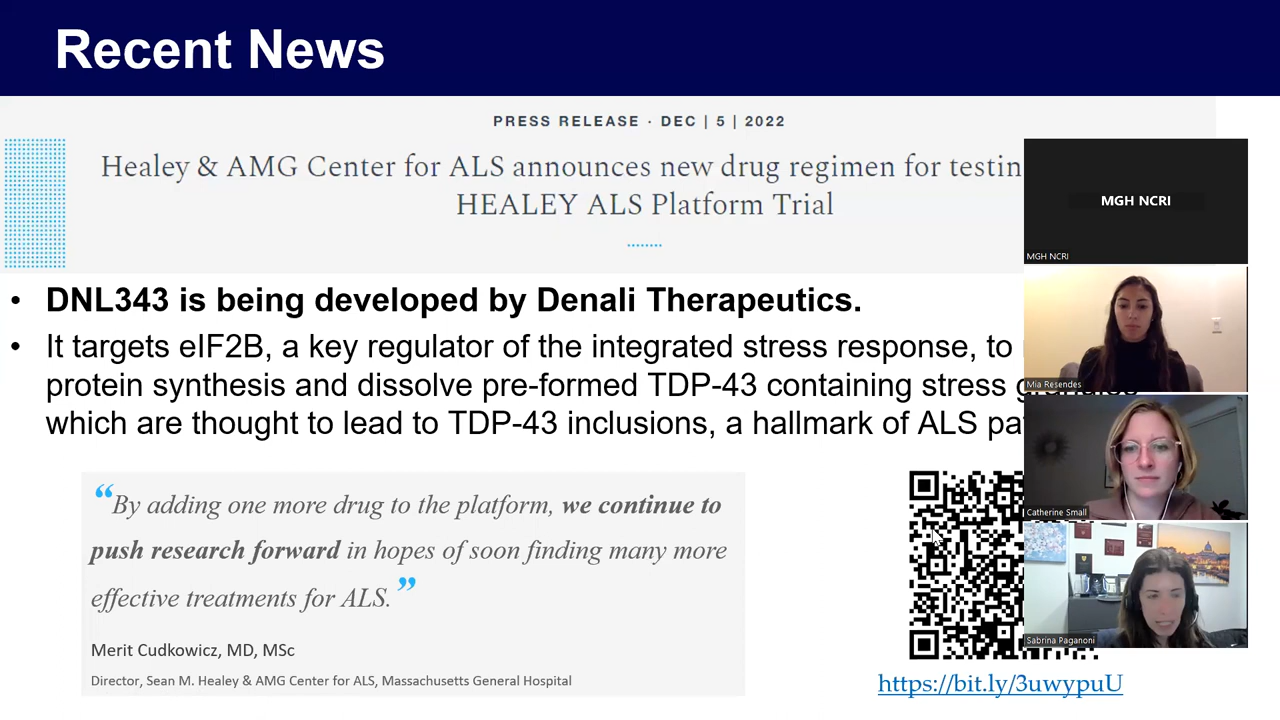 Recent News
PRESS RELEASE · DEC | 5 | 2022
Healey & AMG Center for ALS announces new drug regimen for testin
HEALEY ALS Platform Trial
• DNL343 is being developed by Denali Therapeutics.
• It targets eIF2B, a key regulator of the integrated stress response, to
protein synthesis and dissolve pre-formed TDP-43 containing stress granules
which are thought to lead to TDP-43 inclusions, a hallmark of ALS pa
“By adding one more drug to the platform, we continue to
push research forward in hopes of soon finding many more
effective treatments for ALS.”
Merit Cudkowicz, MD, MSc
Director, Sean M. Healey & AMG Center for ALS, Massachusetts General Hospital
https://bit.ly/3uwypuU
MGH NCRI
MGH NCRI
Mia Resendes
Catherine Small
Sabrina Paganoni